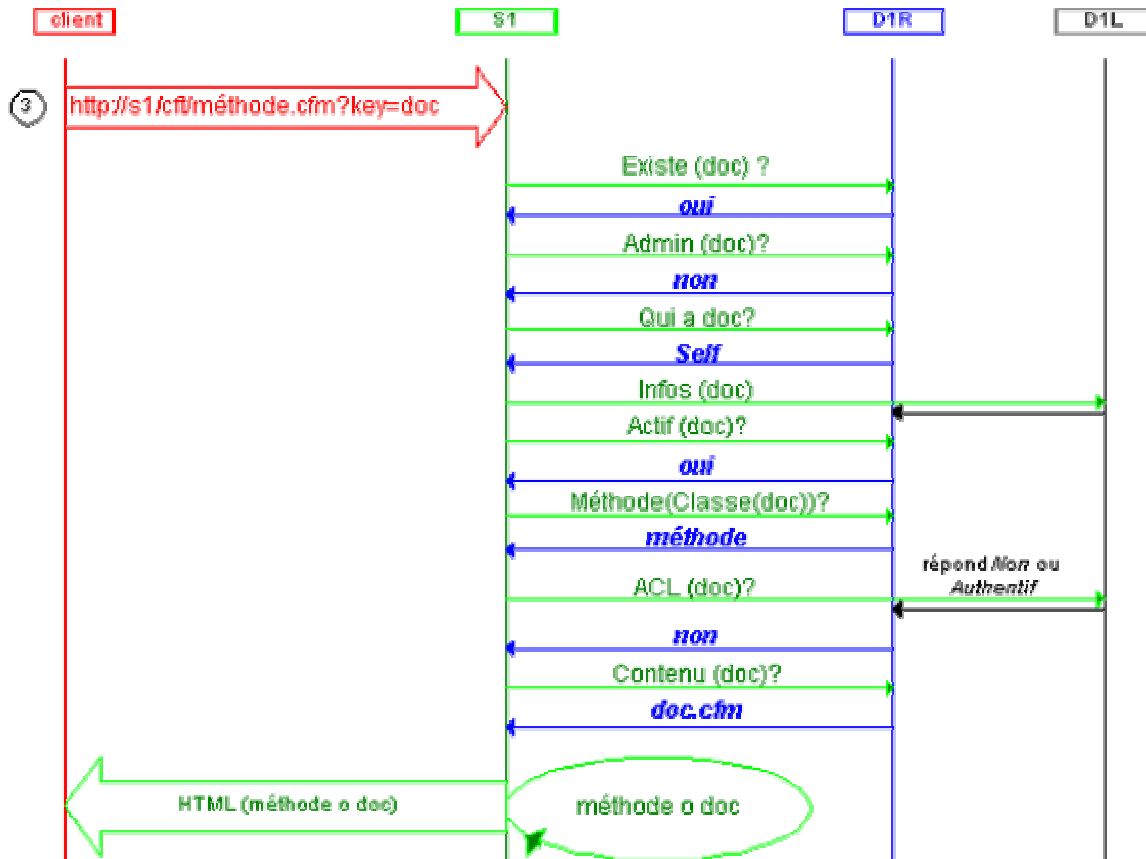 client S1 D1R D1L
3 http://s1/cft/méthode.cfm?key=doc
Existe (doc) ?
oui
Admin (doc)?
non
Qui a doc?
Self
Infos (doc)
Actif (doc)?
oui
Méthode(Classe(doc))?
méthode
répond Non ou
Authentif
ACL (doc)?
non
Contenu (doc)?
doc.cfm
HTML (méthode o doc) méthode o doc